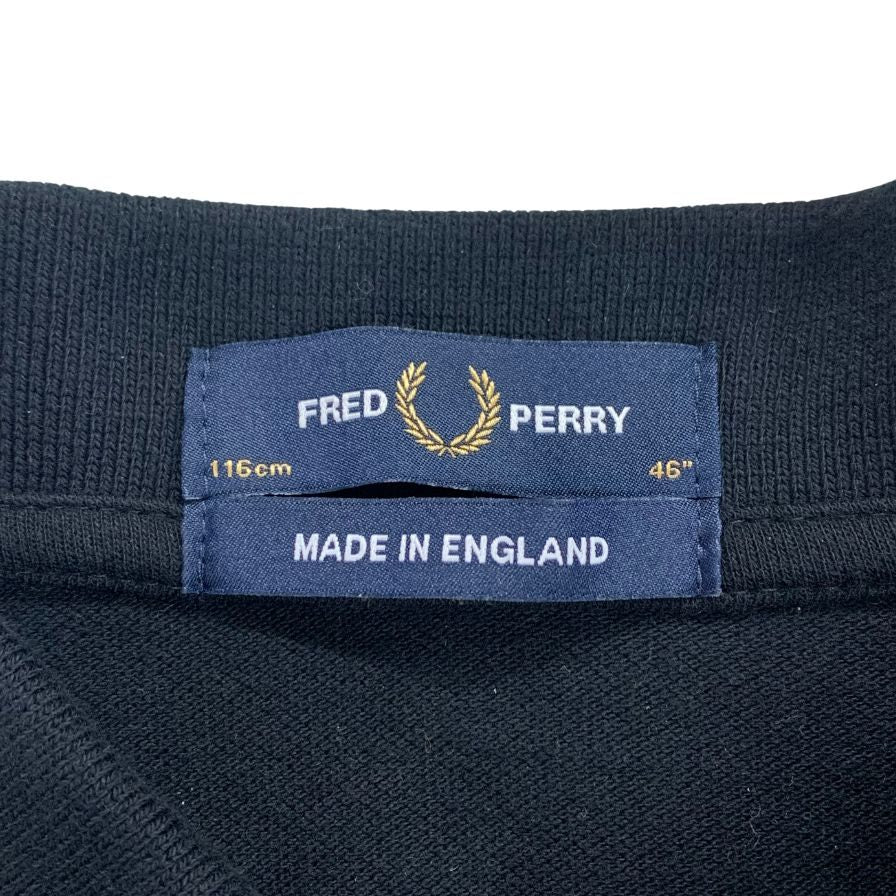 FRED PERRY
116cm 46"
MADE IN ENGLAND